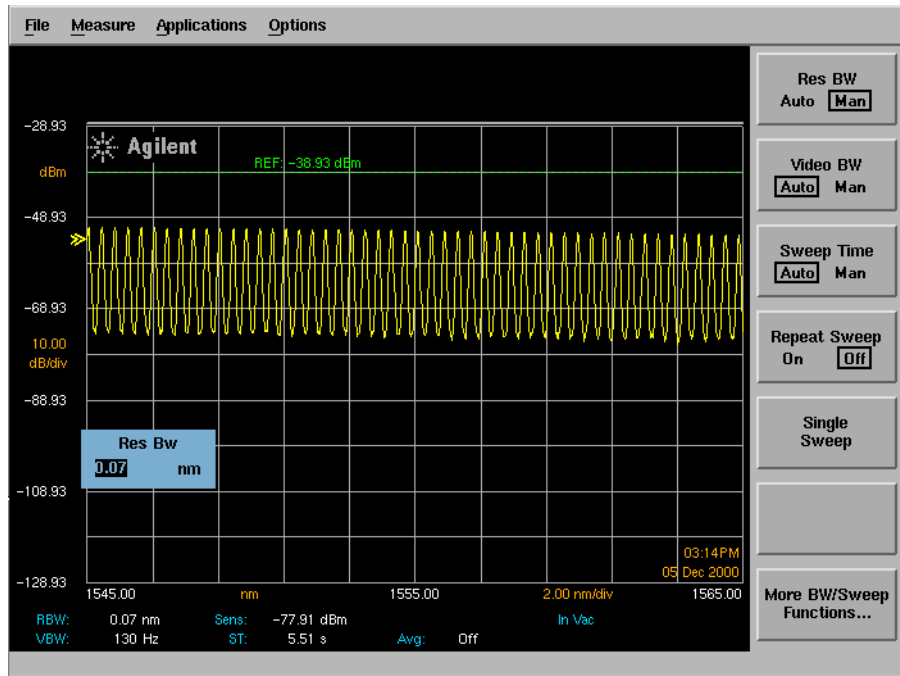 File Measure Applications Options
Res BW
Auto Man
-28.93
Agilent
REF: -38.93 dBm
dBm
Video BW
Auto Man
-48.93
Sweep Time
Auto Man
-68.93
10.00
dB/div
Repeat Sweep
On Off
-88.93
Single
Sweep
Res Bw
0.07 nm
-108.93
03:14PM
05 Dec 2000
-128.93
1545.00 nm 1555.00 2.00 nm/div 1565.00
More BW/Sweep
Functions...
RBW: 0.07 nm Sens: -77.91 dBm In Vac
VBW: 130 Hz ST: 5.51 s Avg: Off